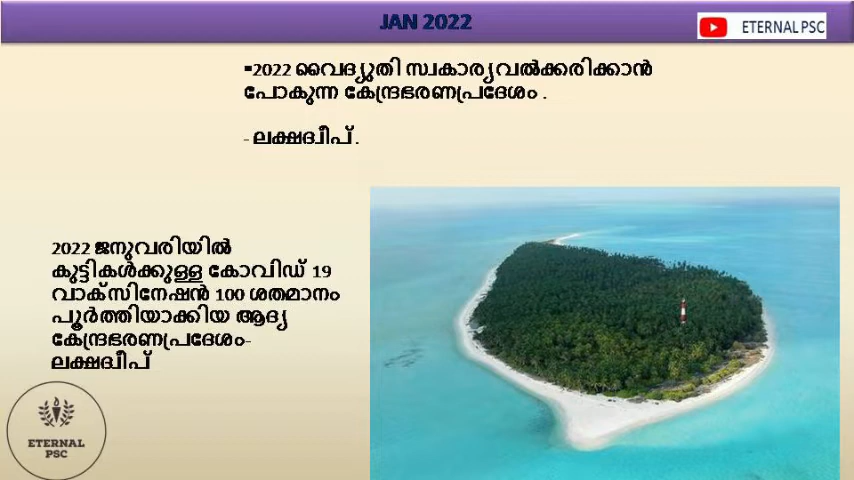 JAN 2022
ETERNAL PSC
▪2022 വൈദ്യുതി സ്വകാര്യവൽക്കരിക്കാൻ
പോകുന്ന കേന്ദ്രഭരണപ്രദേശം .
- ലക്ഷദ്വീപ് .
2022 ജനുവരിയിൽ
കുട്ടികൾക്കുള്ള കോവിഡ് 19
വാക്സിനേഷൻ 100 ശതമാനം
പൂർത്തിയാക്കിയ ആദ്യ
കേന്ദ്രഭരണപ്രദേശം-
ലക്ഷദ്വീപ്
ETERNAL
PSC